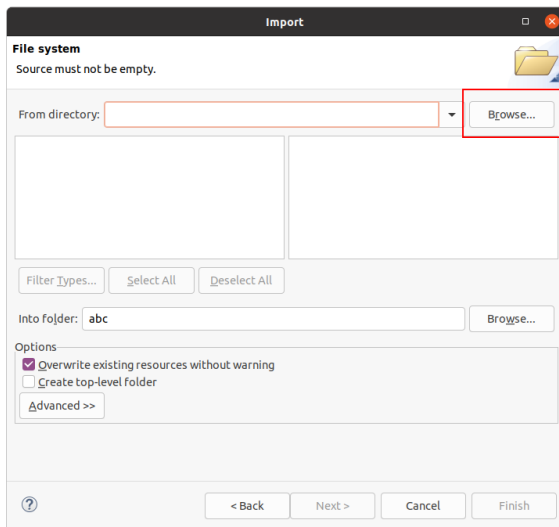 Import
File system
Source must not be empty.
From directory:
Browse...
Filter Types...
Select All
Deselect All
Into folder: abc
Browse...
Options
Overwrite existing resources without warning
Create top-level folder
Advanced >>
?
< Back
Next >
Cancel
Finish